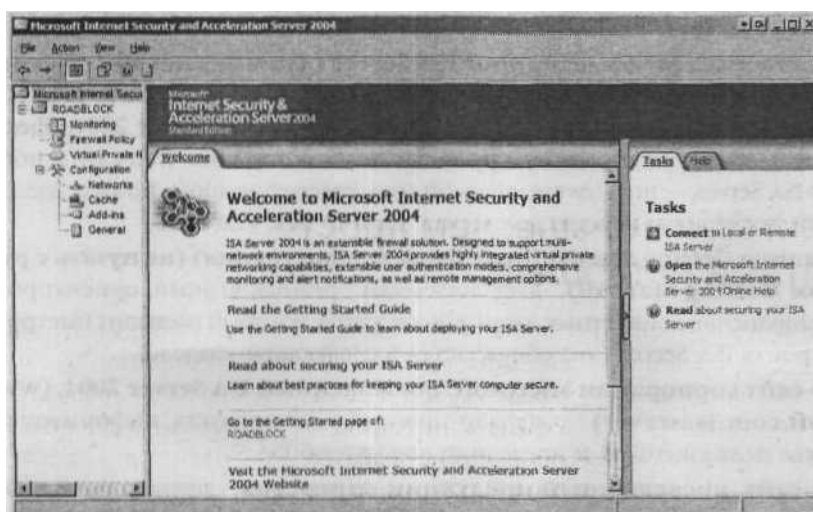 Microsoft Internet Security and Acceleration Server 2004
File Action View Help
Microsoft Internet Secu
ROADBLOCK
Monitoring
Firewall Policy
Virtual Private N
Configuration
Networks
Cache
Add-ins
General
Microsoft
Internet Security &
Acceleration Server 2004
Standard Edition
Welcome
Welcome to Microsoft Internet Security and
Acceleration Server 2004
ISA Server 2004 is an extensible firewall solution. Designed to support multi-
network environments, ISA Server 2004 provides highly integrated virtual private
networking capabilities, extensible user authentication models, comprehensive
monitoring and alert notifications, as well as remote management options.
Read the Getting Started Guide
Use the Getting Started Guide to learn about deploying your ISA Server.
Read about securing your ISA Server
Learn about best practices for keeping your ISA Server computer secure.
Go to the Getting Started page of:
ROADBLOCK
Visit the Microsoft Internet Security and Acceleration Server
2004 Website
Tasks Help
Tasks
Connect to Local or Remote
ISA Server
Open the Microsoft Internet
Security and Acceleration
Server 2004 Online Help
Read about securing your ISA
Server